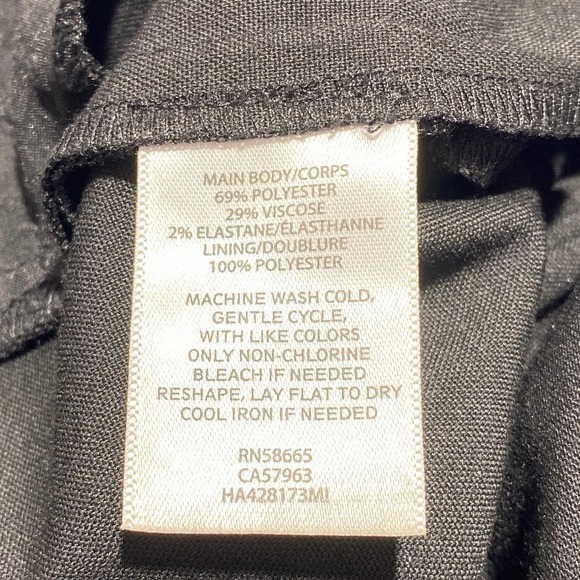 MAIN BODY/CORPS
69% POLYESTER
29% VISCOSE
2% ELASTANE/ÉLASTHANNE
LINING/DOUBLURE
100% POLYESTER
MACHINE WASH COLD,
GENTLE CYCLE,
WITH LIKE COLORS
ONLY NON-CHLORINE
BLEACH IF NEEDED
RESHAPE, LAY FLAT TO DRY
COOL IRON IF NEEDED
RN58665
CA57963
HA428173MI